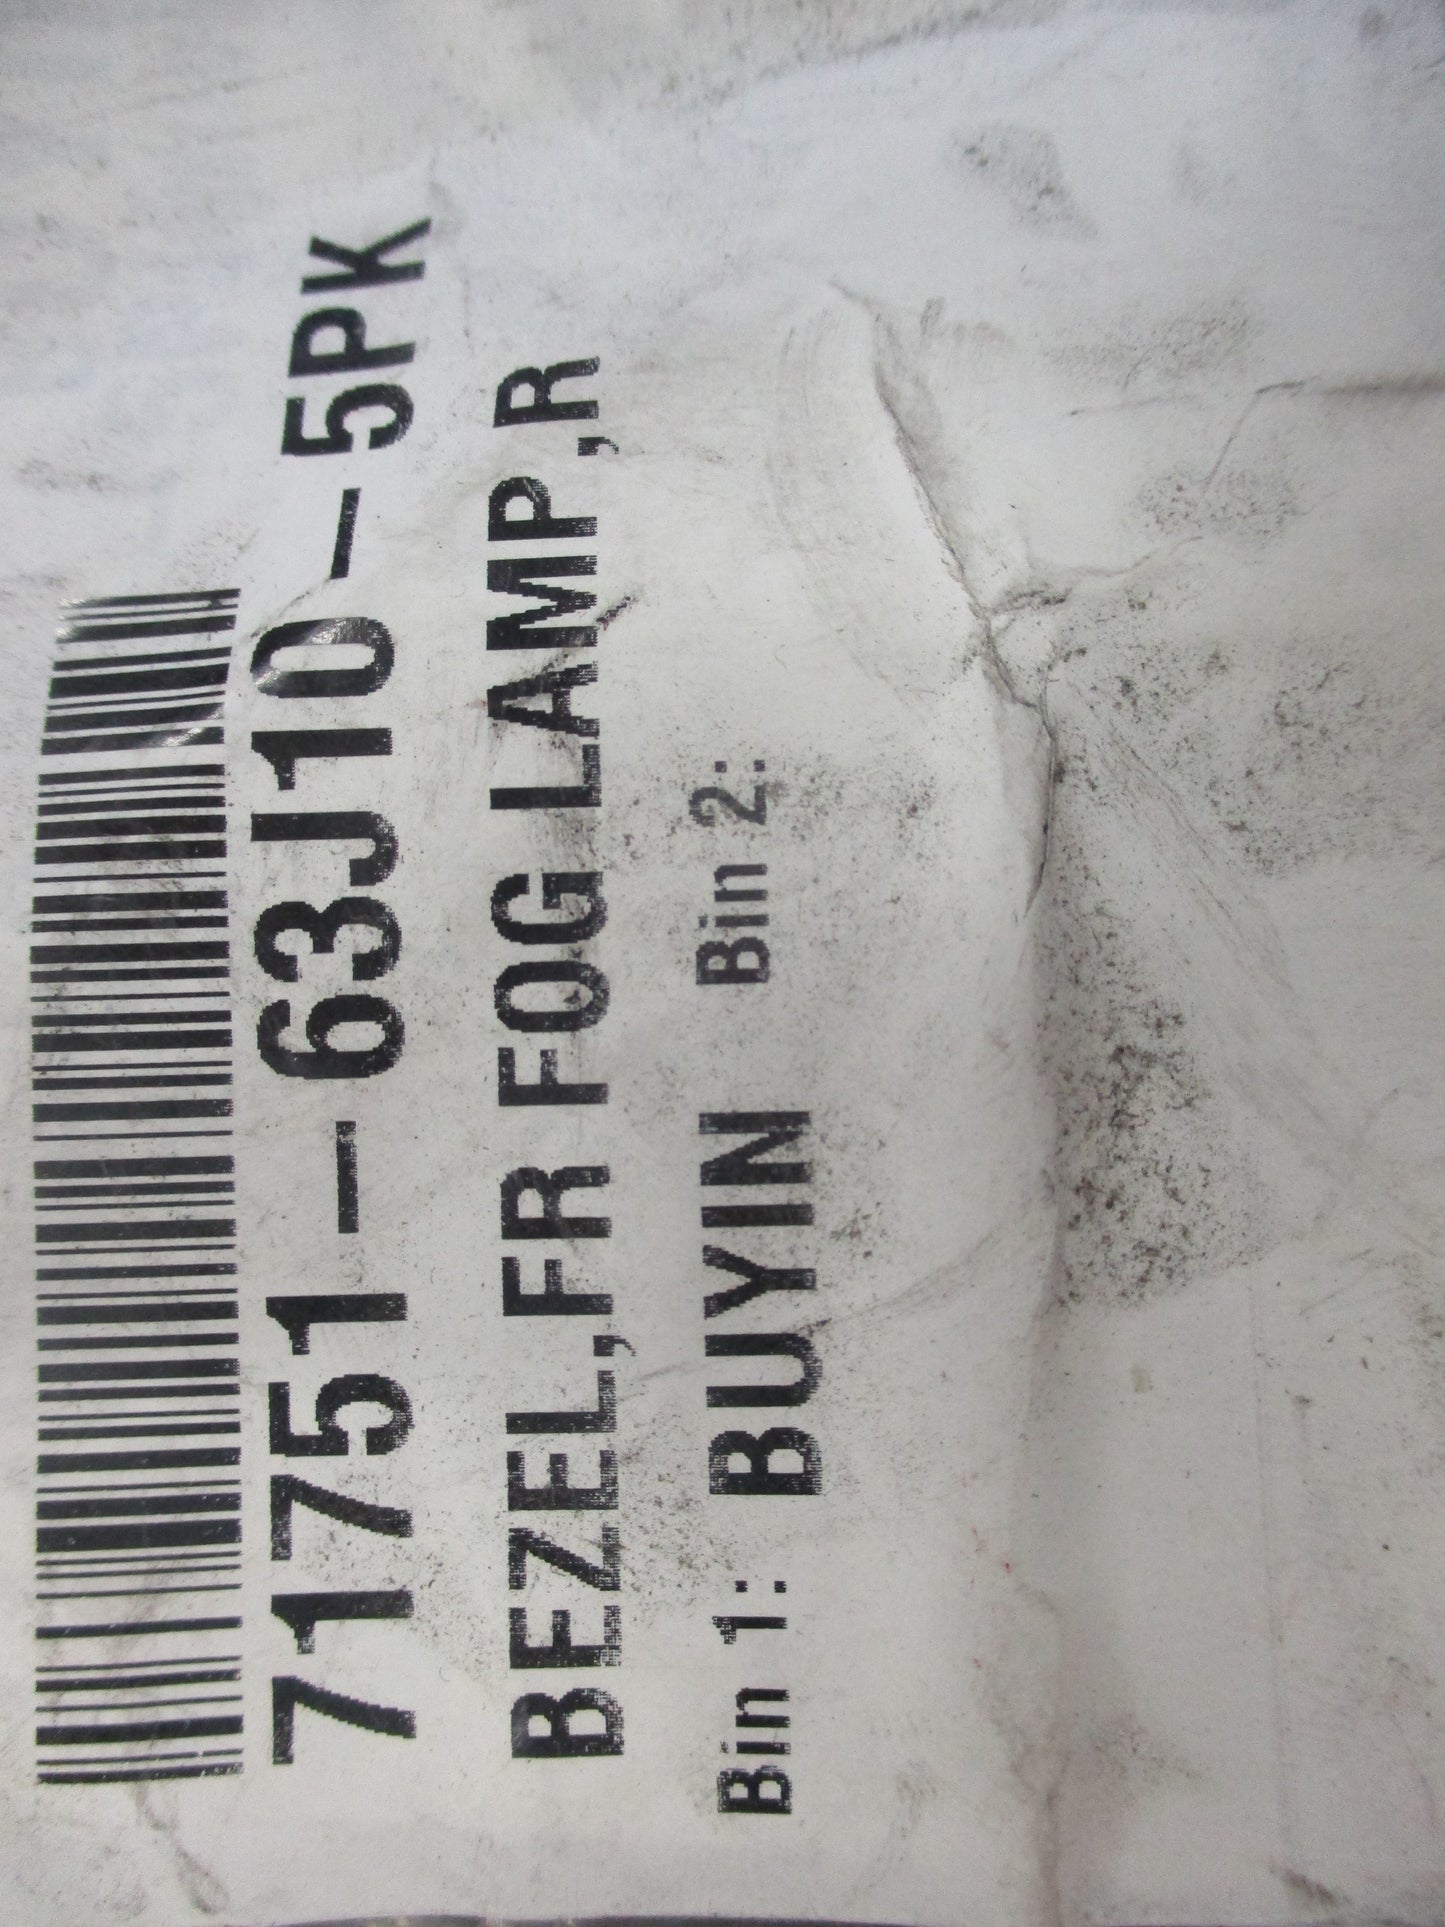 71751-63J10-5PK
BEZEL,FR FOG LAMP,R
Bin 1: BUYIN Bin 2: